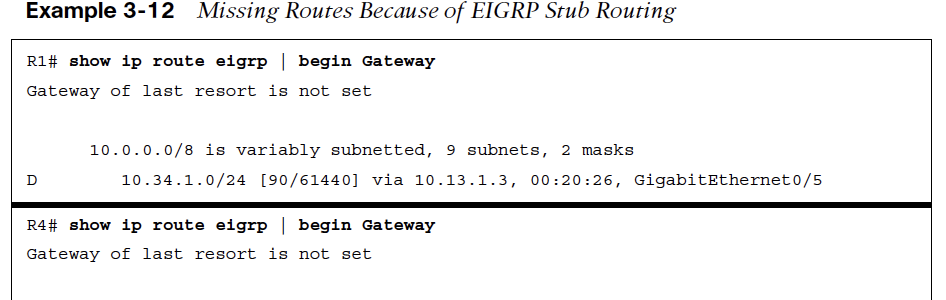 Example 3-12 Missing Routes Because of EIGRP Stub Routing
R1# show ip route eigrp | begin Gateway
Gateway of last resort is not set
10.0.0.0/8 is variably subnetted, 9 subnets, 2 masks
D 10.34.1.0/24 [90/61440] via 10.13.1.3, 00:20:26, GigabitEthernet0/5
R4# show ip route eigrp | begin Gateway
Gateway of last resort is not set